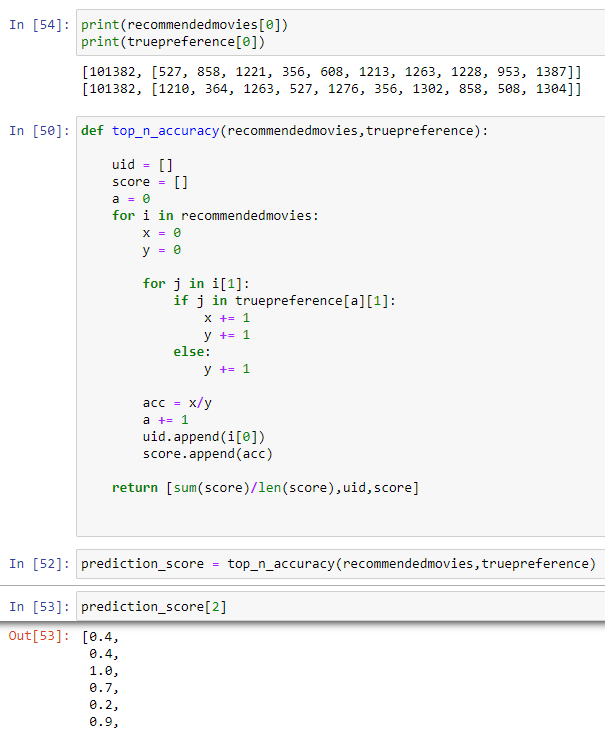 In [54]: print(recommendedmovies[0])
print(truepreference[0])
[101382, [527, 858, 1221, 356, 608, 1213, 1263, 1228, 953, 1387]]
[101382, [1210, 364, 1263, 527, 1276, 356, 1302, 858, 508, 1304]]
In [50]: def top_n_accuracy(recommendedmovies,truepreference):
    uid = []
    score = []
    a = 0
    for i in recommendedmovies:
        x = 0
        y = 0
        for j in i[1]:
            if j in truepreference[a][1]:
                x += 1
                y += 1
            else:
                y += 1
        acc = x/y
        a += 1
        uid.append(i[0])
        score.append(acc)
    return [sum(score)/len(score),uid,score]
In [52]: prediction_score = top_n_accuracy(recommendedmovies,truepreference)
In [53]: prediction_score[2]
Out[53]: [0.4,
0.4,
1.0,
0.7,
0.2,
0.9,